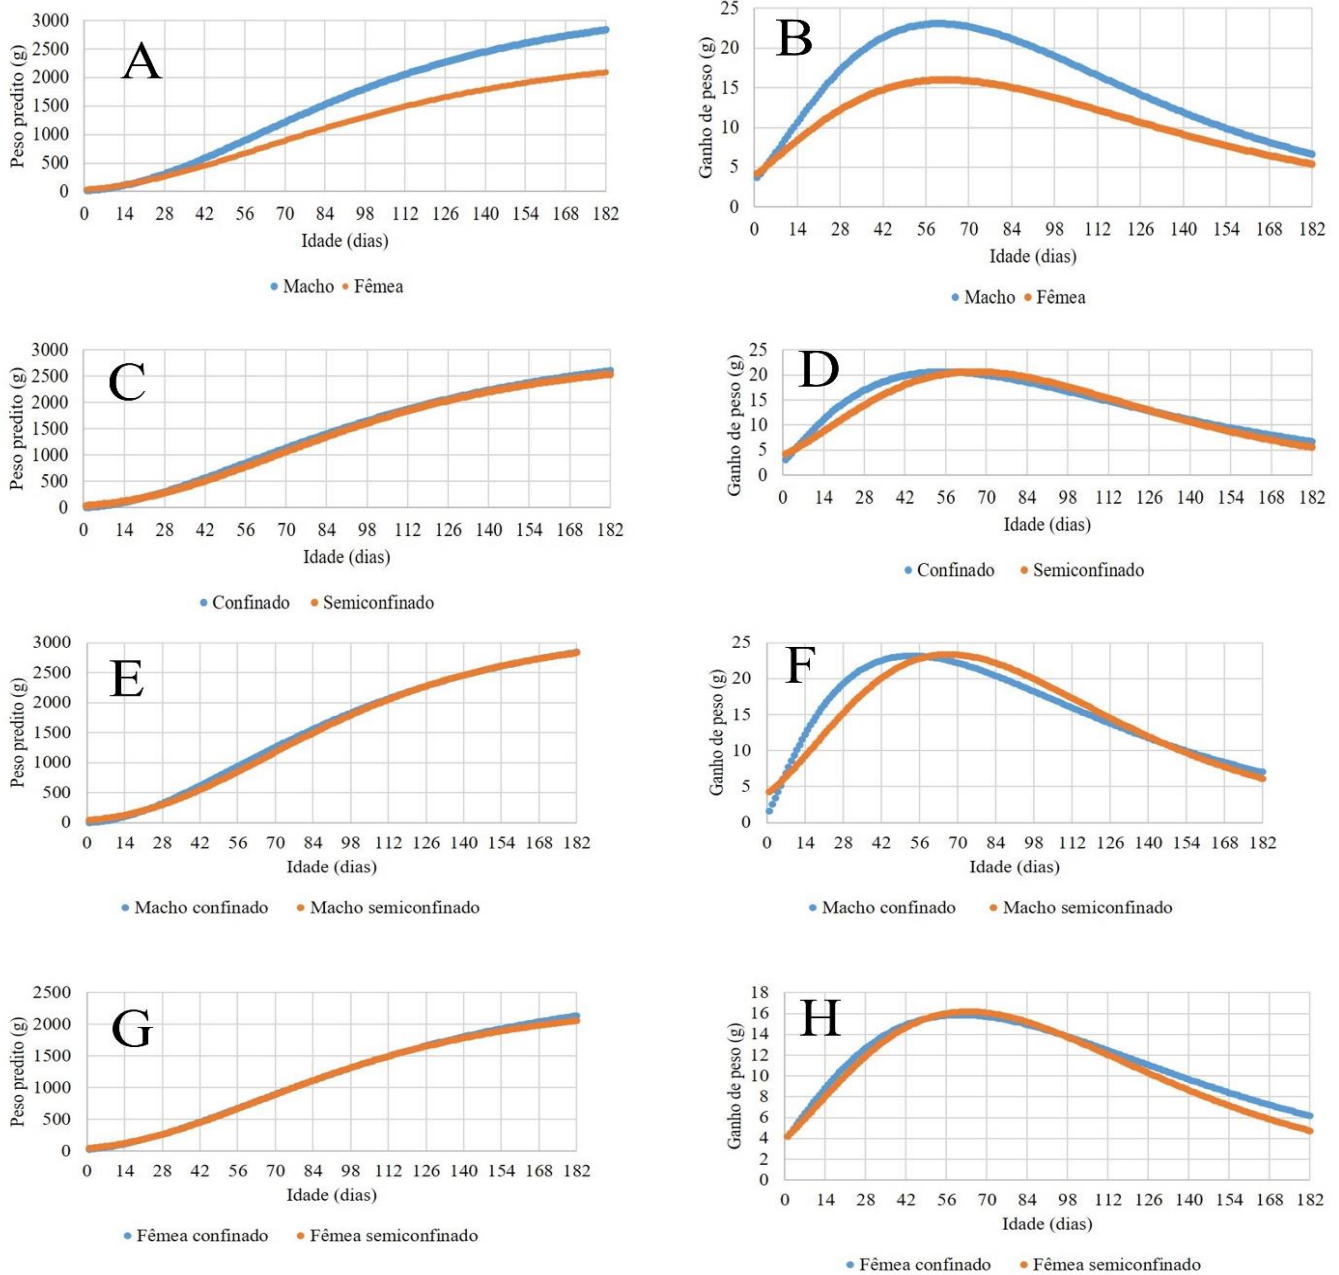 A
Peso predito (g)
3000
2500
2000
1500
1000
500
0
0 14 28 42 56 70 84 98 112 126 140 154 168 182
Idade (dias)
Macho Fêmea
B
Ganho de peso (g)
25
20
15
10
5
0
0 14 28 42 56 70 84 98 112 126 140 154 168 182
Idade (dias)
Macho Fêmea
C
Peso predito (g)
3000
2500
2000
1500
1000
500
0
0 14 28 42 56 70 84 98 112 126 140 154 168 182
Idade (dias)
Confinado Semiconfinado
D
Ganho de peso (g)
25
20
15
10
5
0
0 14 28 42 56 70 84 98 112 126 140 154 168 182
Idade (dias)
Confinado Semiconfinado
E
Peso predito (g)
3000
2500
2000
1500
1000
500
0
0 14 28 42 56 70 84 98 112 126 140 154 168 182
Idade (dias)
Macho confinado Macho semiconfinado
F
Ganho de peso (g)
25
20
15
10
5
0
0 14 28 42 56 70 84 98 112 126 140 154 168 182
Idade (dias)
Macho confinado Macho semiconfinado
G
Peso predito (g)
2500
2000
1500
1000
500
0
0 14 28 42 56 70 84 98 112 126 140 154 168 182
Idade (dias)
Fêmea confinado Fêmea semiconfinado
H
Ganho de peso (g)
18
16
14
12
10
8
6
4
2
0
0 14 28 42 56 70 84 98 112 126 140 154 168 182
Idade (dias)
Fêmea confinado Fêmea semiconfinado